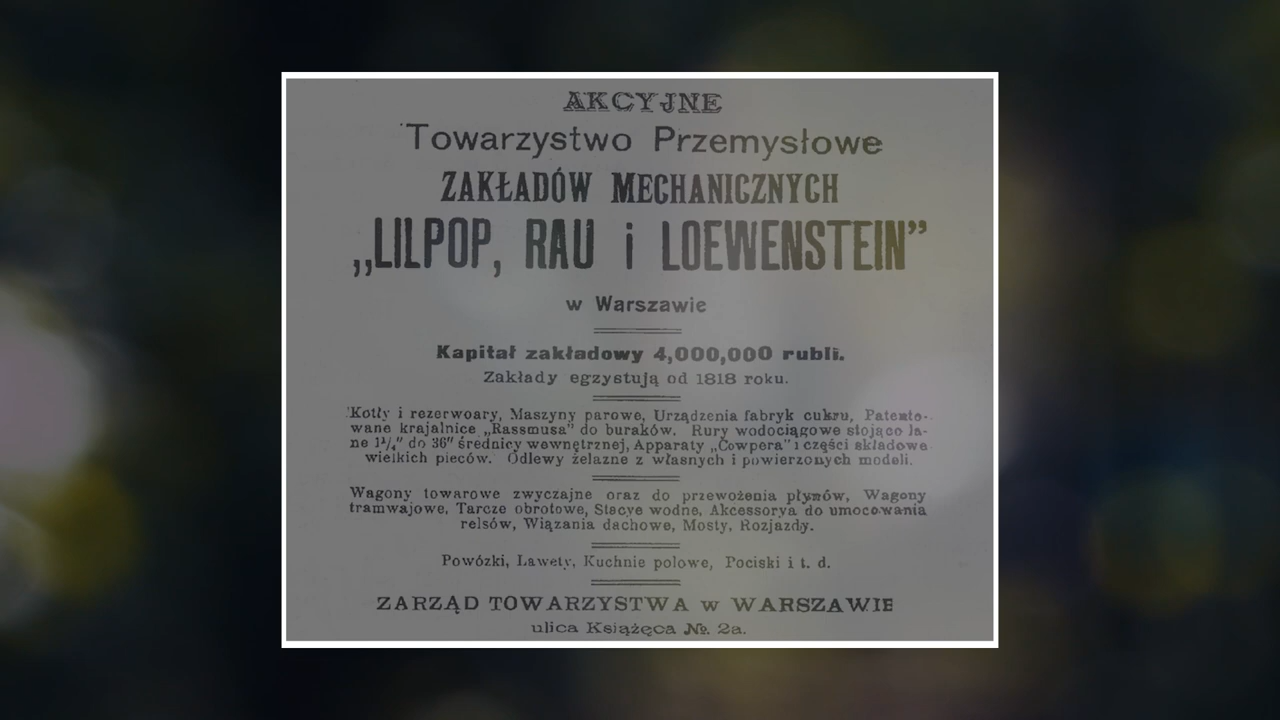 AKCYJNE
Towarzystwo Przemysłowe
ZAKŁADÓW MECHANICZNYCH
„LILPOP, RAU i LOEWENSTEIN”
w Warszawie
Kapitał zakładowy 4,000,000 rubli.
Zakłady egzystują od 1818 roku.
Kotły i rezerwoary, Maszyny parowe, Urządzenia fabryk cukru, Patento-
wane krajalnice „Rassmusa” do buraków. Rury wodociągowe stojąco la-
ne 1¼″ do 36″ średnicy wewnętrznej, Apparaty „Cowpera” i części składowe
wielkich pieców. Odlewy żelazne z własnych i powierzonych modeli.
Wagony towarowe zwyczajne oraz do przewożenia płynów, Wagony
tramwajowe, Tarcze obrotowe, Stacye wodne, Akcessorya do umocowania
relsów, Wiązania dachowe, Mosty, Rozjazdy.
Powózki, Lawety, Kuchnie polowe, Pociski i t. d.
ZARZĄD TOWARZYSTWA w WARSZAWIE
ulica Książęca №. 2a.